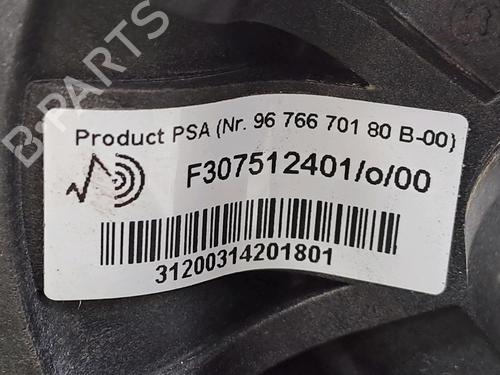 B-PARTS
Product PSA (Nr. 96 766 701 80 B-00)
F307512401/o/00
31200314201801